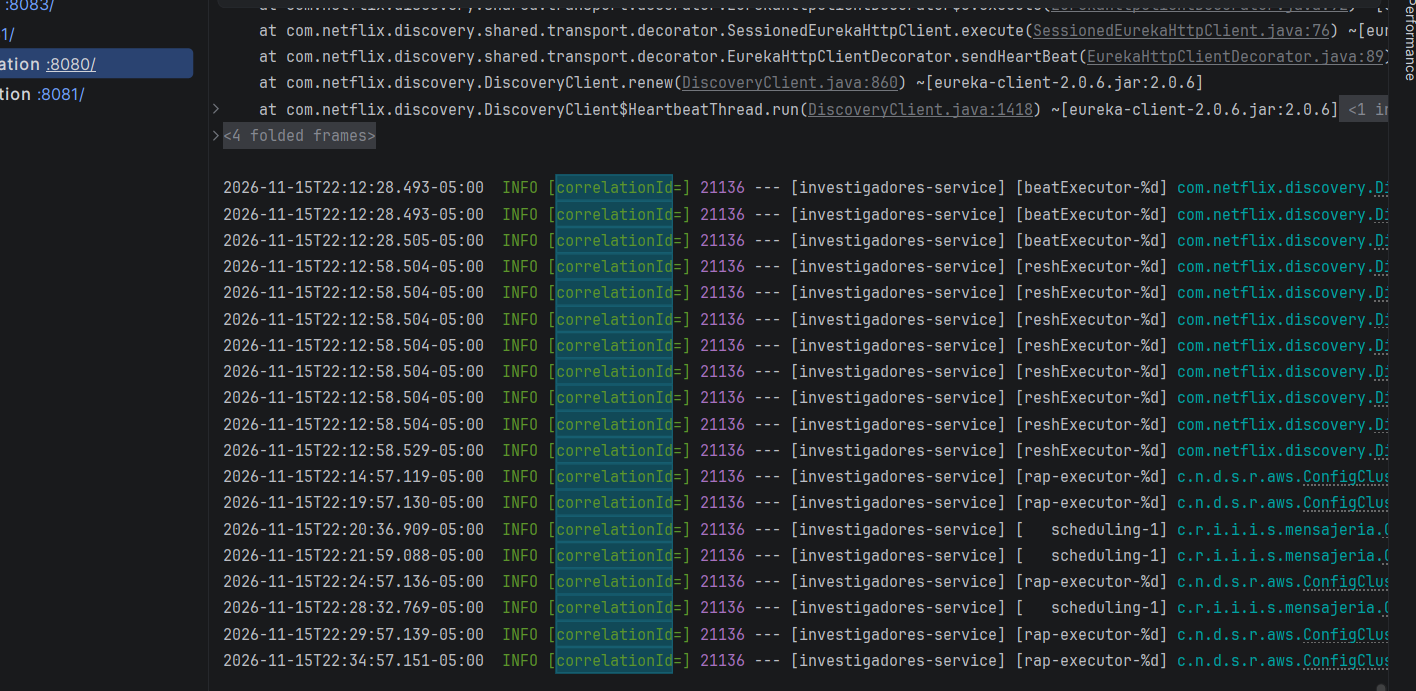 :8083/
1/
ation :8080/
tion :8081/
Performance
at com.netflix.discovery.shared.transport.decorator.SessionedEurekaHttpClient.execute(SessionedEurekaHttpClient.java:76) ~[eur
at com.netflix.discovery.shared.transport.decorator.EurekaHttpClientDecorator.sendHeartBeat(EurekaHttpClientDecorator.java:89)
at com.netflix.discovery.DiscoveryClient.renew(DiscoveryClient.java:860) ~[eureka-client-2.0.6.jar:2.0.6]
at com.netflix.discovery.DiscoveryClient$HeartbeatThread.run(DiscoveryClient.java:1418) ~[eureka-client-2.0.6.jar:2.0.6] <1 in
<4 folded frames>
2026-11-15T22:12:28.493-05:00 INFO [correlationId=] 21136 --- [investigadores-service] [beatExecutor-%d] com.netflix.discovery.Di
2026-11-15T22:12:28.493-05:00 INFO [correlationId=] 21136 --- [investigadores-service] [beatExecutor-%d] com.netflix.discovery.Di
2026-11-15T22:12:28.505-05:00 INFO [correlationId=] 21136 --- [investigadores-service] [beatExecutor-%d] com.netflix.discovery.Di
2026-11-15T22:12:58.504-05:00 INFO [correlationId=] 21136 --- [investigadores-service] [reshExecutor-%d] com.netflix.discovery.Di
2026-11-15T22:12:58.504-05:00 INFO [correlationId=] 21136 --- [investigadores-service] [reshExecutor-%d] com.netflix.discovery.Di
2026-11-15T22:12:58.504-05:00 INFO [correlationId=] 21136 --- [investigadores-service] [reshExecutor-%d] com.netflix.discovery.Di
2026-11-15T22:12:58.504-05:00 INFO [correlationId=] 21136 --- [investigadores-service] [reshExecutor-%d] com.netflix.discovery.Di
2026-11-15T22:12:58.504-05:00 INFO [correlationId=] 21136 --- [investigadores-service] [reshExecutor-%d] com.netflix.discovery.Di
2026-11-15T22:12:58.504-05:00 INFO [correlationId=] 21136 --- [investigadores-service] [reshExecutor-%d] com.netflix.discovery.Di
2026-11-15T22:12:58.504-05:00 INFO [correlationId=] 21136 --- [investigadores-service] [reshExecutor-%d] com.netflix.discovery.Di
2026-11-15T22:12:58.529-05:00 INFO [correlationId=] 21136 --- [investigadores-service] [reshExecutor-%d] com.netflix.discovery.Di
2026-11-15T22:14:57.119-05:00 INFO [correlationId=] 21136 --- [investigadores-service] [rap-executor-%d] c.n.d.s.r.aws.ConfigClus
2026-11-15T22:19:57.130-05:00 INFO [correlationId=] 21136 --- [investigadores-service] [rap-executor-%d] c.n.d.s.r.aws.ConfigClus
2026-11-15T22:20:36.909-05:00 INFO [correlationId=] 21136 --- [investigadores-service] [   scheduling-1] c.r.i.i.i.s.mensajeria.
2026-11-15T22:21:59.088-05:00 INFO [correlationId=] 21136 --- [investigadores-service] [   scheduling-1] c.r.i.i.i.s.mensajeria.
2026-11-15T22:24:57.136-05:00 INFO [correlationId=] 21136 --- [investigadores-service] [rap-executor-%d] c.n.d.s.r.aws.ConfigClus
2026-11-15T22:28:32.769-05:00 INFO [correlationId=] 21136 --- [investigadores-service] [   scheduling-1] c.r.i.i.i.s.mensajeria.
2026-11-15T22:29:57.139-05:00 INFO [correlationId=] 21136 --- [investigadores-service] [rap-executor-%d] c.n.d.s.r.aws.ConfigClus
2026-11-15T22:34:57.151-05:00 INFO [correlationId=] 21136 --- [investigadores-service] [rap-executor-%d] c.n.d.s.r.aws.ConfigClus